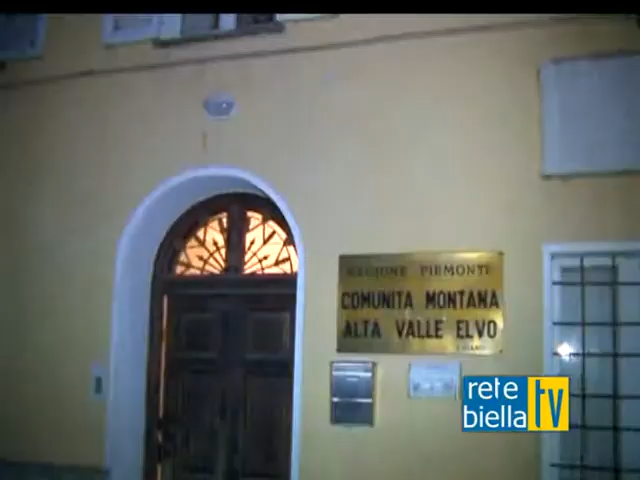 REGIONE PIEMONTE
COMUNITA MONTANA
ALTA VALLE ELVO
rete
biella
tv